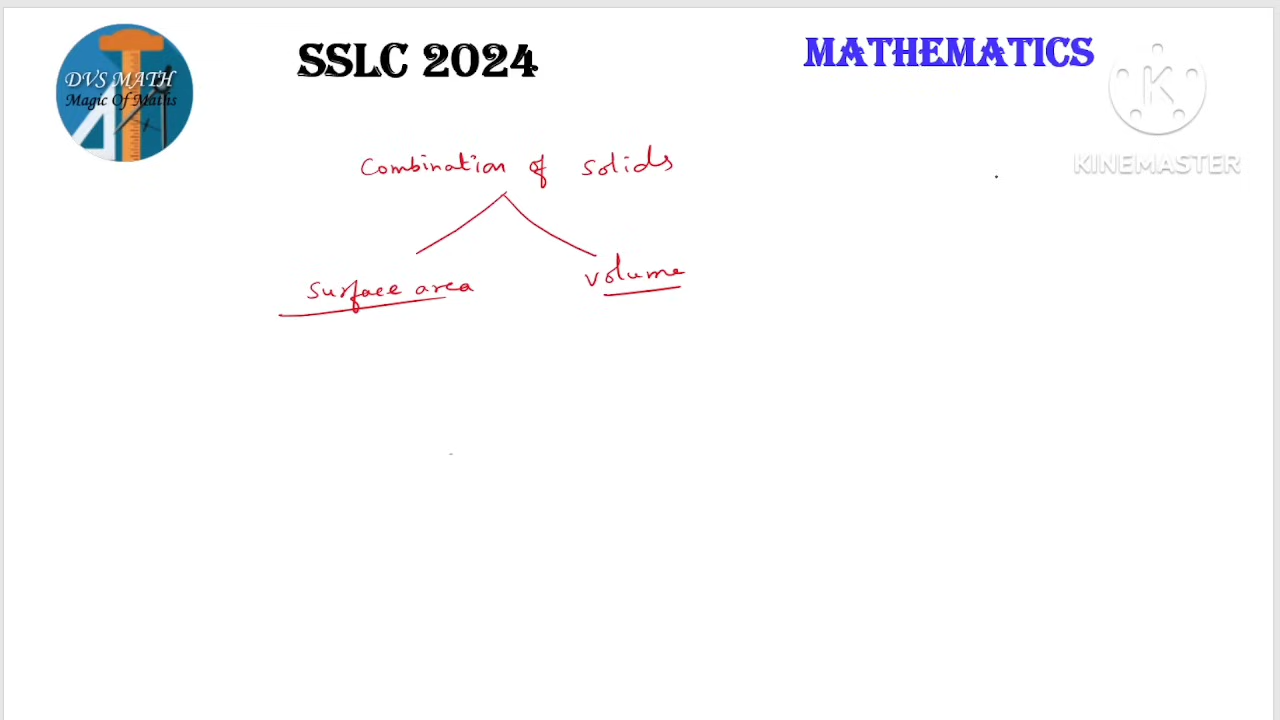 DVS MATH
Magic Of Maths
SSLC 2024
MATHEMATICS
K
KINEMASTER
Combination of solids
Surface area
volume